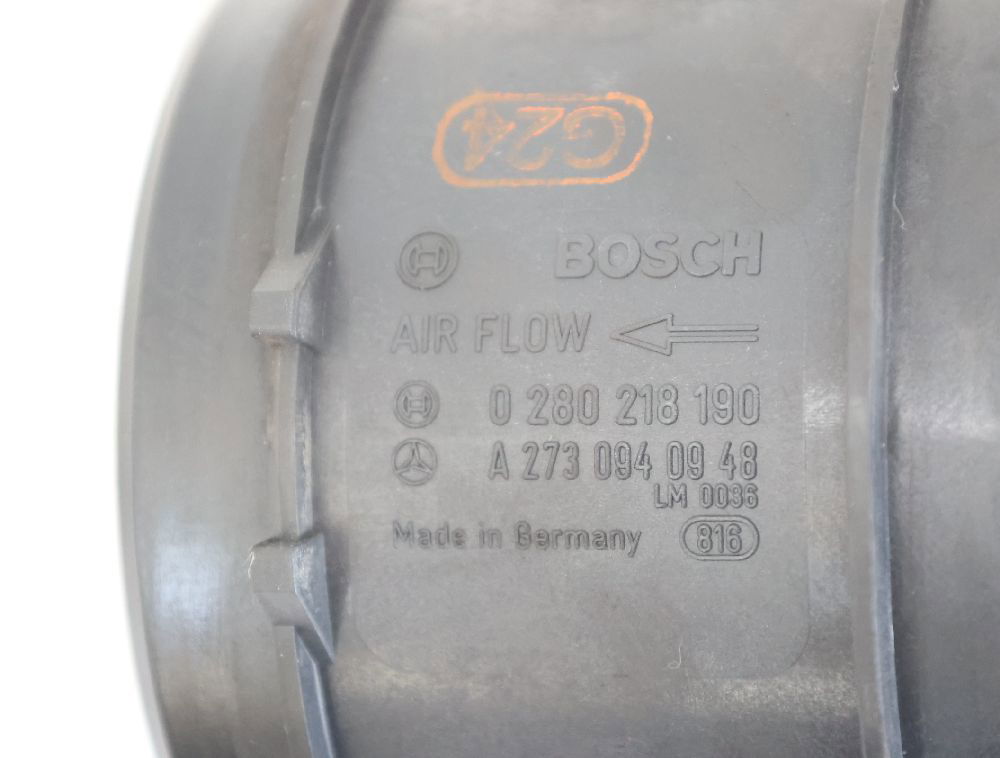 G24
BOSCH
AIR FLOW
0 280 218 190
A 273 094 09 48
LM 0036
Made in Germany 816